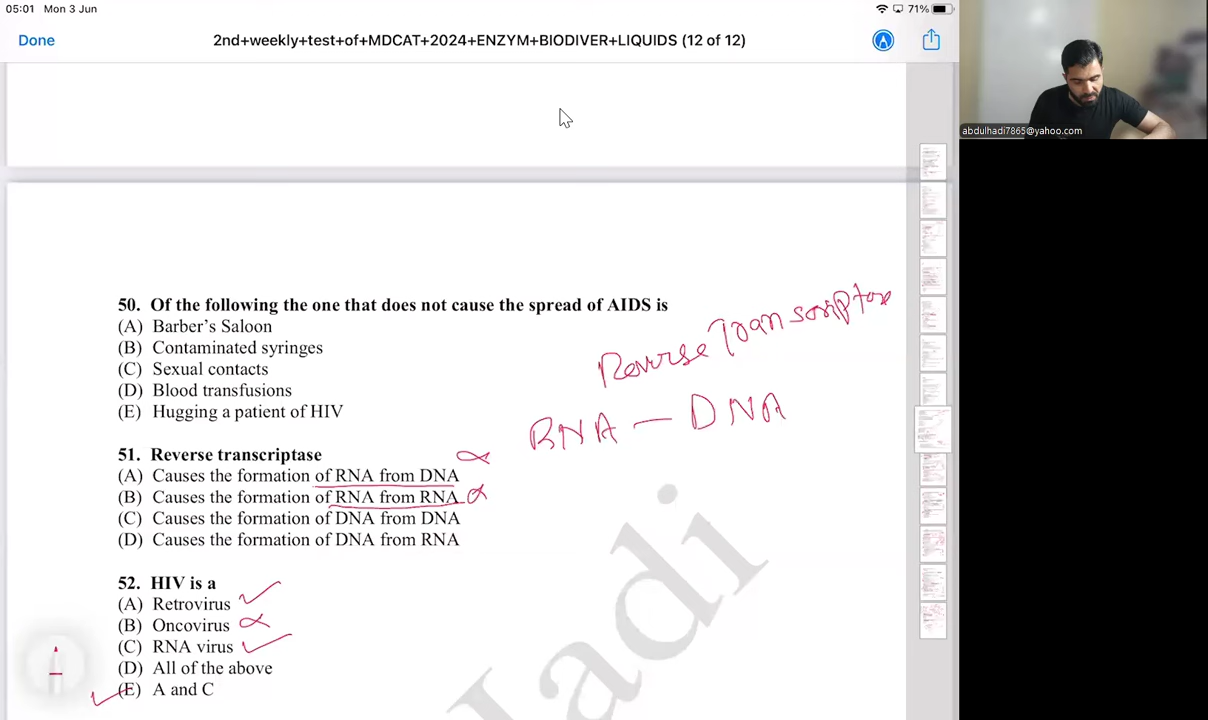 05:01 Mon 3 Jun
71%
Done
2nd+weekly+test+of+MDCAT+2024+ENZYM+BIODIVER+LIQUIDS (12 of 12)
abdulhadi7865@yahoo.com
50. Of the following the one that does not cause the spread of AIDS is
(A) Barber's Saloon
(B) Contaminated syringes
(C) Sexual contacts
(D) Blood transfusions
(E) Hugging a patient of HIV
Reverse Transcriptase
RNA – DNA
51. Reverse transcriptase
(A) Causes the formation of RNA from DNA
(B) Causes the formation of RNA from RNA
(C) Causes the formation of DNA from DNA
(D) Causes the formation of DNA from RNA
52. HIV is a
(A) Retrovirus
(B) Oncovirus
(C) RNA virus
(D) All of the above
(E) A and C
Hadi